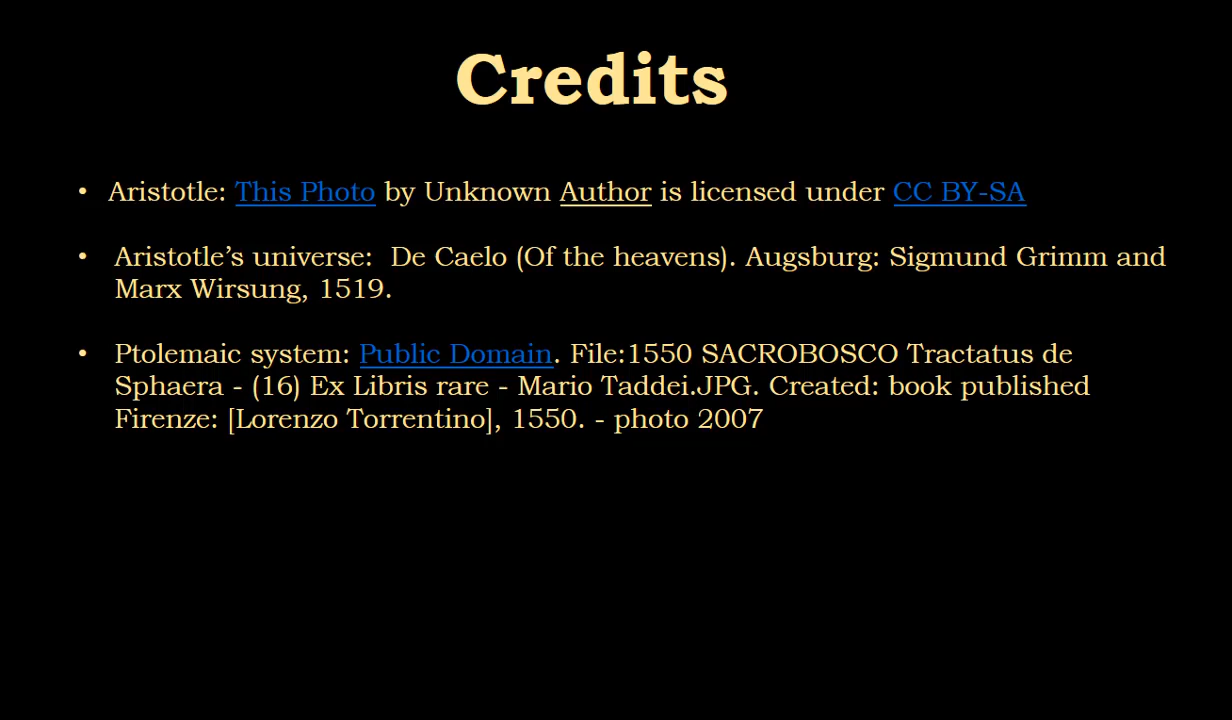 Credits
• Aristotle: This Photo by Unknown Author is licensed under CC BY-SA
• Aristotle’s universe:  De Caelo (Of the heavens). Augsburg: Sigmund Grimm and
Marx Wirsung, 1519.
• Ptolemaic system: Public Domain. File:1550 SACROBOSCO Tractatus de
Sphaera - (16) Ex Libris rare - Mario Taddei.JPG. Created: book published
Firenze: [Lorenzo Torrentino], 1550. - photo 2007